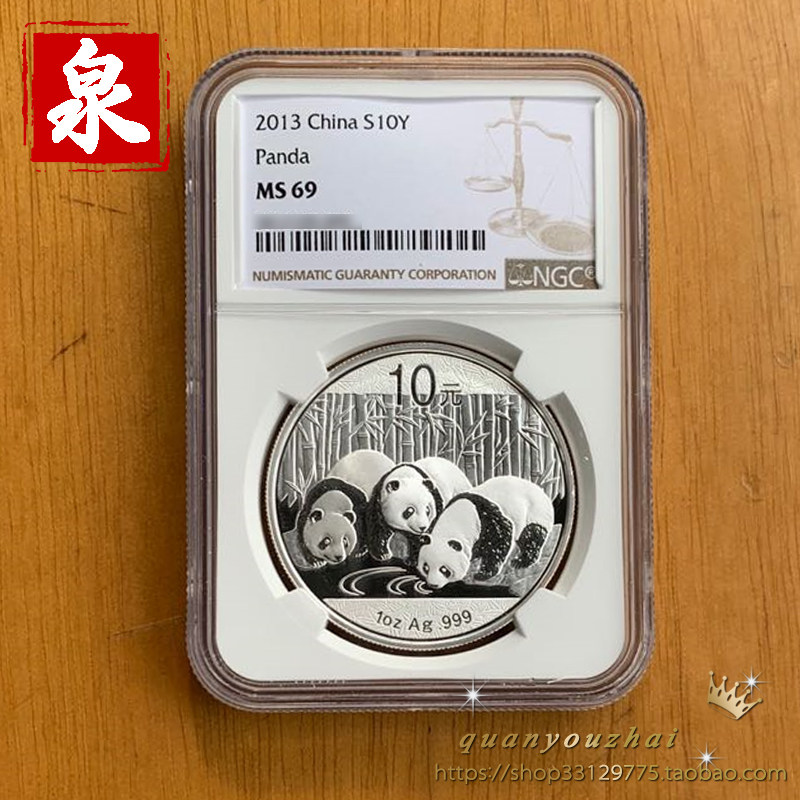 泉
2013 China S10Y
Panda
MS 69
NUMISMATIC GUARANTY CORPORATION
NGC®
10元
1oz Ag .999
quanyouzhai
https://shop33129775.taobao.com